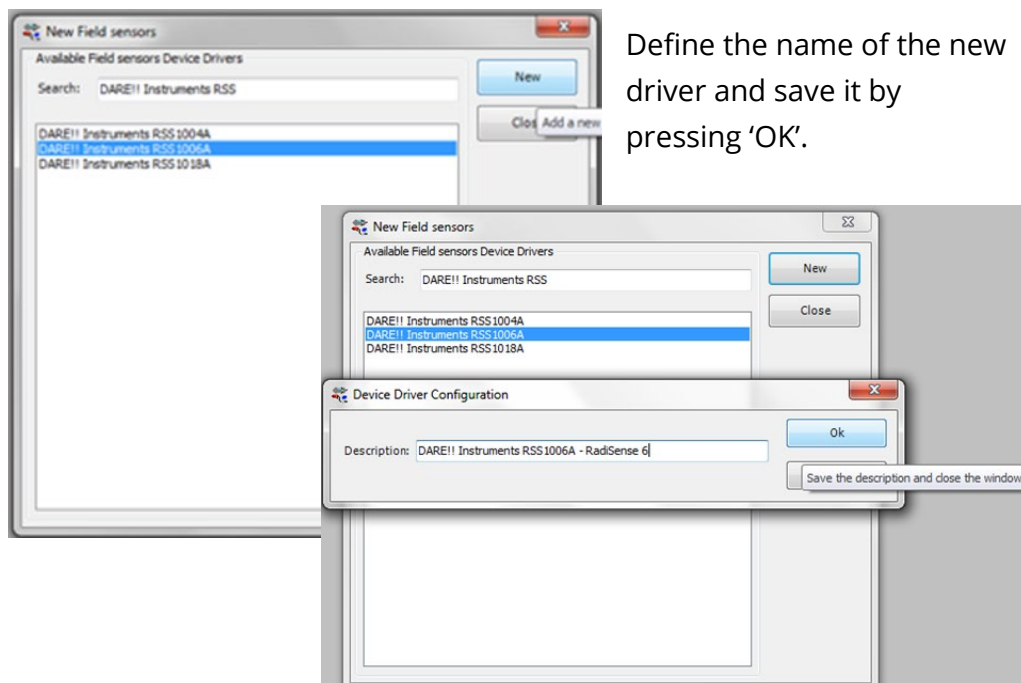 New Field sensors
Available Field sensors Device Drivers
Search: DARE!! Instruments RSS
New
Add a new
DARE!! Instruments RSS1004A
DARE!! Instruments RSS1006A
DARE!! Instruments RSS1018A
Define the name of the new
driver and save it by
pressing ‘OK’.
New Field sensors
Available Field sensors Device Drivers
Search: DARE!! Instruments RSS
New
Close
DARE!! Instruments RSS1004A
DARE!! Instruments RSS1006A
DARE!! Instruments RSS1018A
Device Driver Configuration
Description: DARE!! Instruments RSS1006A - RadiSense 6
Ok
Save the description and close the window